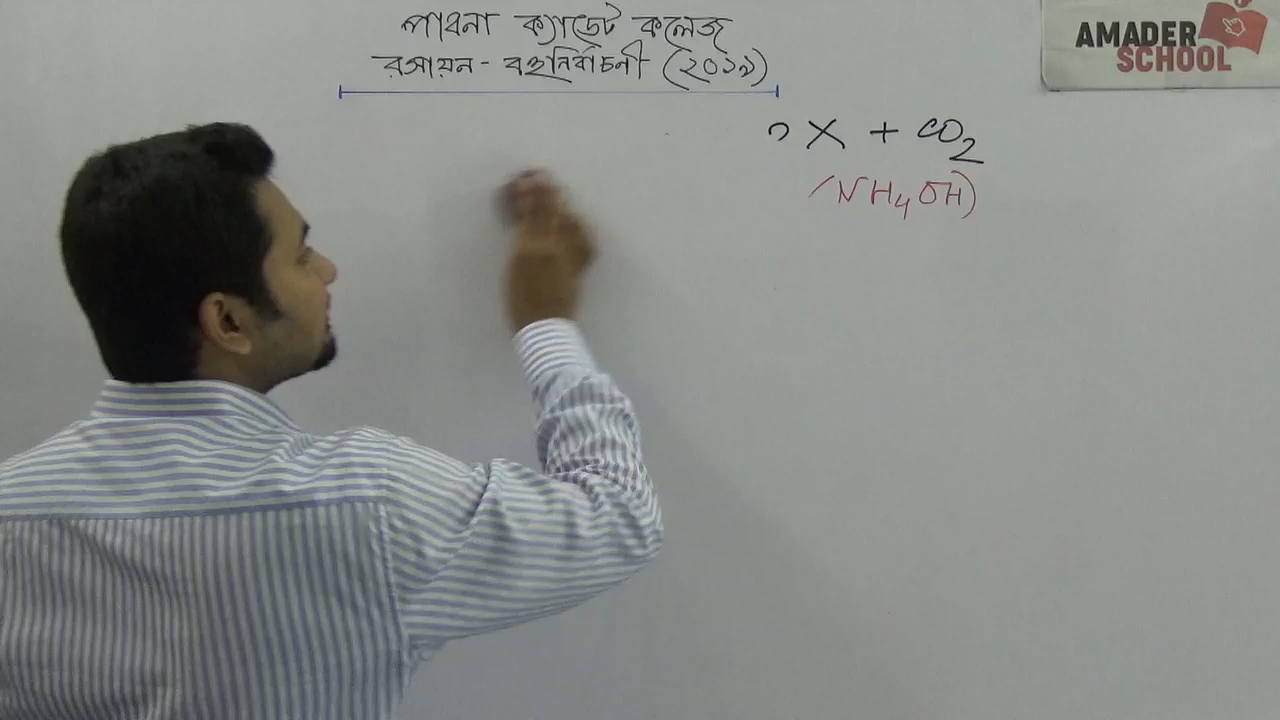 পাবনা ক্যাডেট কলেজ
রসায়ন - বহুনির্বাচনী (২০১৯)
AMADER
SCHOOL
X + CO2
(NH4OH)